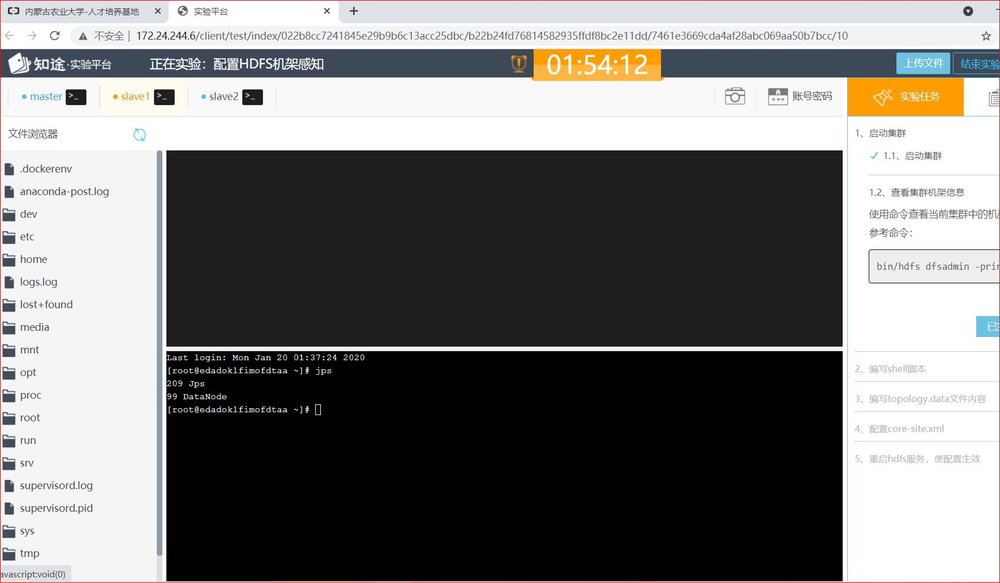 内蒙古农业大学-人才培养基地
实验平台
不安全
172.24.244.6/client/test/index/022b8cc7241845e29b9b6c13acc25dbc/b22b24fd76814582935ffdf8bc2e11dd/7461e3669cda4af28abc069aa50b7bcc/10
知途·实验平台
正在实验：配置HDFS机架感知
01:54:12
上传文件
结束实验
master >_
slave1 >_
slave2 >_
账号密码
实验任务
文件浏览器
.dockerenv
anaconda-post.log
dev
etc
home
logs.log
lost+found
media
mnt
opt
proc
root
run
srv
supervisord.log
supervisord.pid
sys
tmp
avascript:void(0)
Last login: Mon Jan 20 01:37:24 2020
[root@edadoklfimofdtaa ~]# jps
209 Jps
99 DataNode
[root@edadoklfimofdtaa ~]#
1、启动集群
1.1、启动集群
1.2、查看集群机架信息
使用命令查看当前集群中的机架
参考命令：
bin/hdfs dfsadmin -prin
已
2、编写shell脚本
3、编写topology.data文件内容
4、配置core-site.xml
5、重启hdfs服务，使配置生效